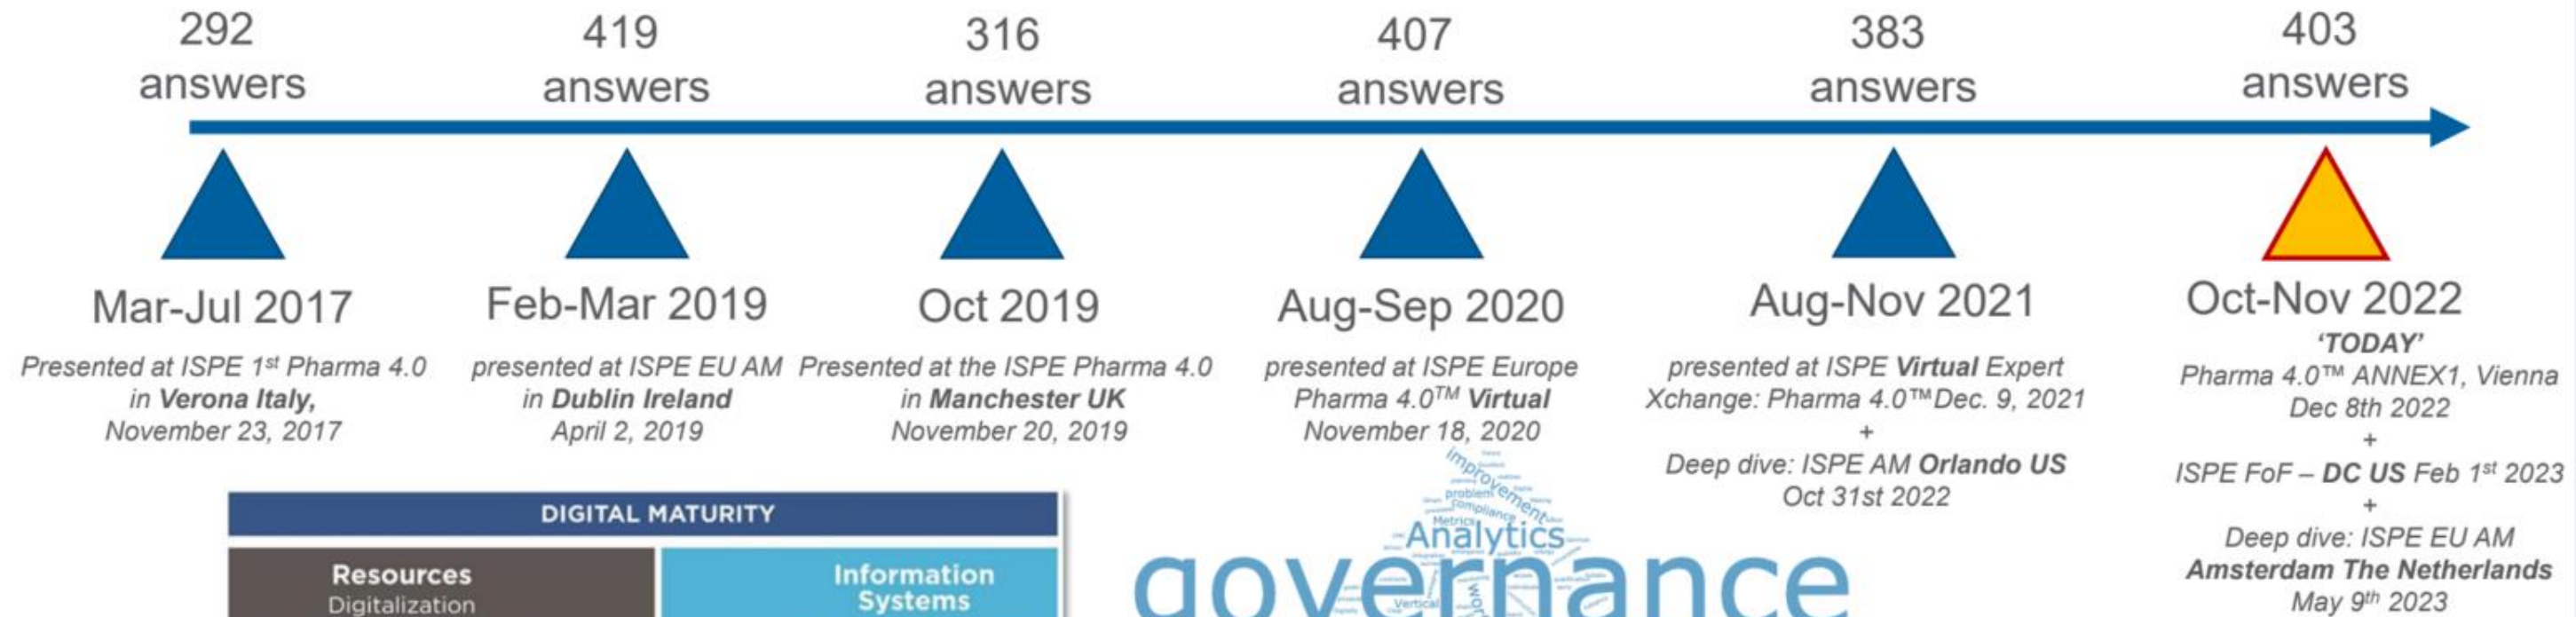 292
answers
419
answers
316
answers
407
answers
383
answers
403
answers
Mar-Jul 2017
Presented at ISPE 1st Pharma 4.0
in Verona Italy,
November 23, 2017
Feb-Mar 2019
presented at ISPE EU AM
in Dublin Ireland
April 2, 2019
Oct 2019
Presented at the ISPE Pharma 4.0
in Manchester UK
November 20, 2019
Aug-Sep 2020
presented at ISPE Europe
Pharma 4.0TM Virtual
November 18, 2020
Aug-Nov 2021
presented at ISPE Virtual Expert
Xchange: Pharma 4.0™Dec. 9, 2021
+
Deep dive: ISPE AM Orlando US
Oct 31st 2022
Oct-Nov 2022
‘TODAY’
Pharma 4.0™ ANNEX1, Vienna
Dec 8th 2022
+
ISPE FoF – DC US Feb 1st 2023
+
Deep dive: ISPE EU AM
Amsterdam The Netherlands
May 9th 2023
DIGITAL MATURITY
Resources
Digitalization
Information
Systems
improvement
problem
compliance
Metrics
Analytics
governance
Vertical